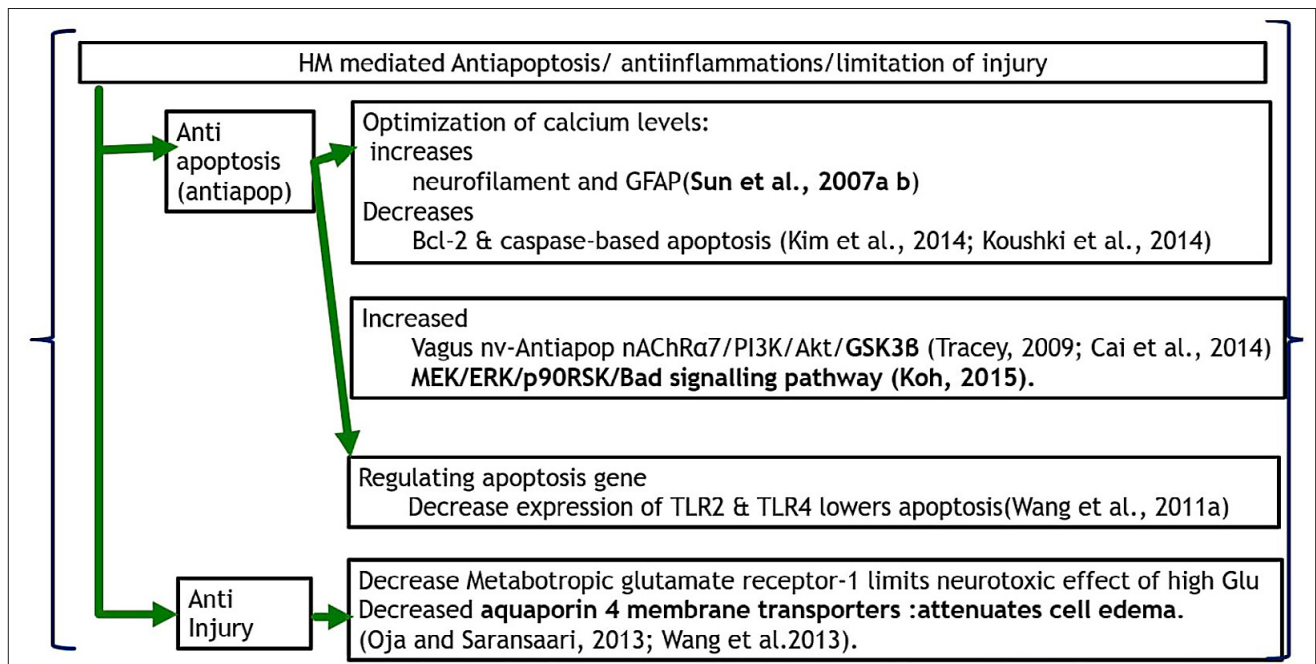 HM mediated Antiapoptosis/ antiinflammations/limitation of injury
Anti
apoptosis
(antiapop)
Optimization of calcium levels:
increases
neurofilament and GFAP(Sun et al., 2007a b)
Decreases
Bcl-2 & caspase-based apoptosis (Kim et al., 2014; Koushki et al., 2014)
Increased
Vagus nv-Antiapop nAChRα7/PI3K/Akt/GSK3ß (Tracey, 2009; Cai et al., 2014)
MEK/ERK/p90RSK/Bad signalling pathway (Koh, 2015).
Regulating apoptosis gene
Decrease expression of TLR2 & TLR4 lowers apoptosis(Wang et al., 2011a)
Anti
Injury
Decrease Metabotropic glutamate receptor-1 limits neurotoxic effect of high Glu
Decreased aquaporin 4 membrane transporters :attenuates cell edema.
(Oja and Saransaari, 2013; Wang et al.2013).